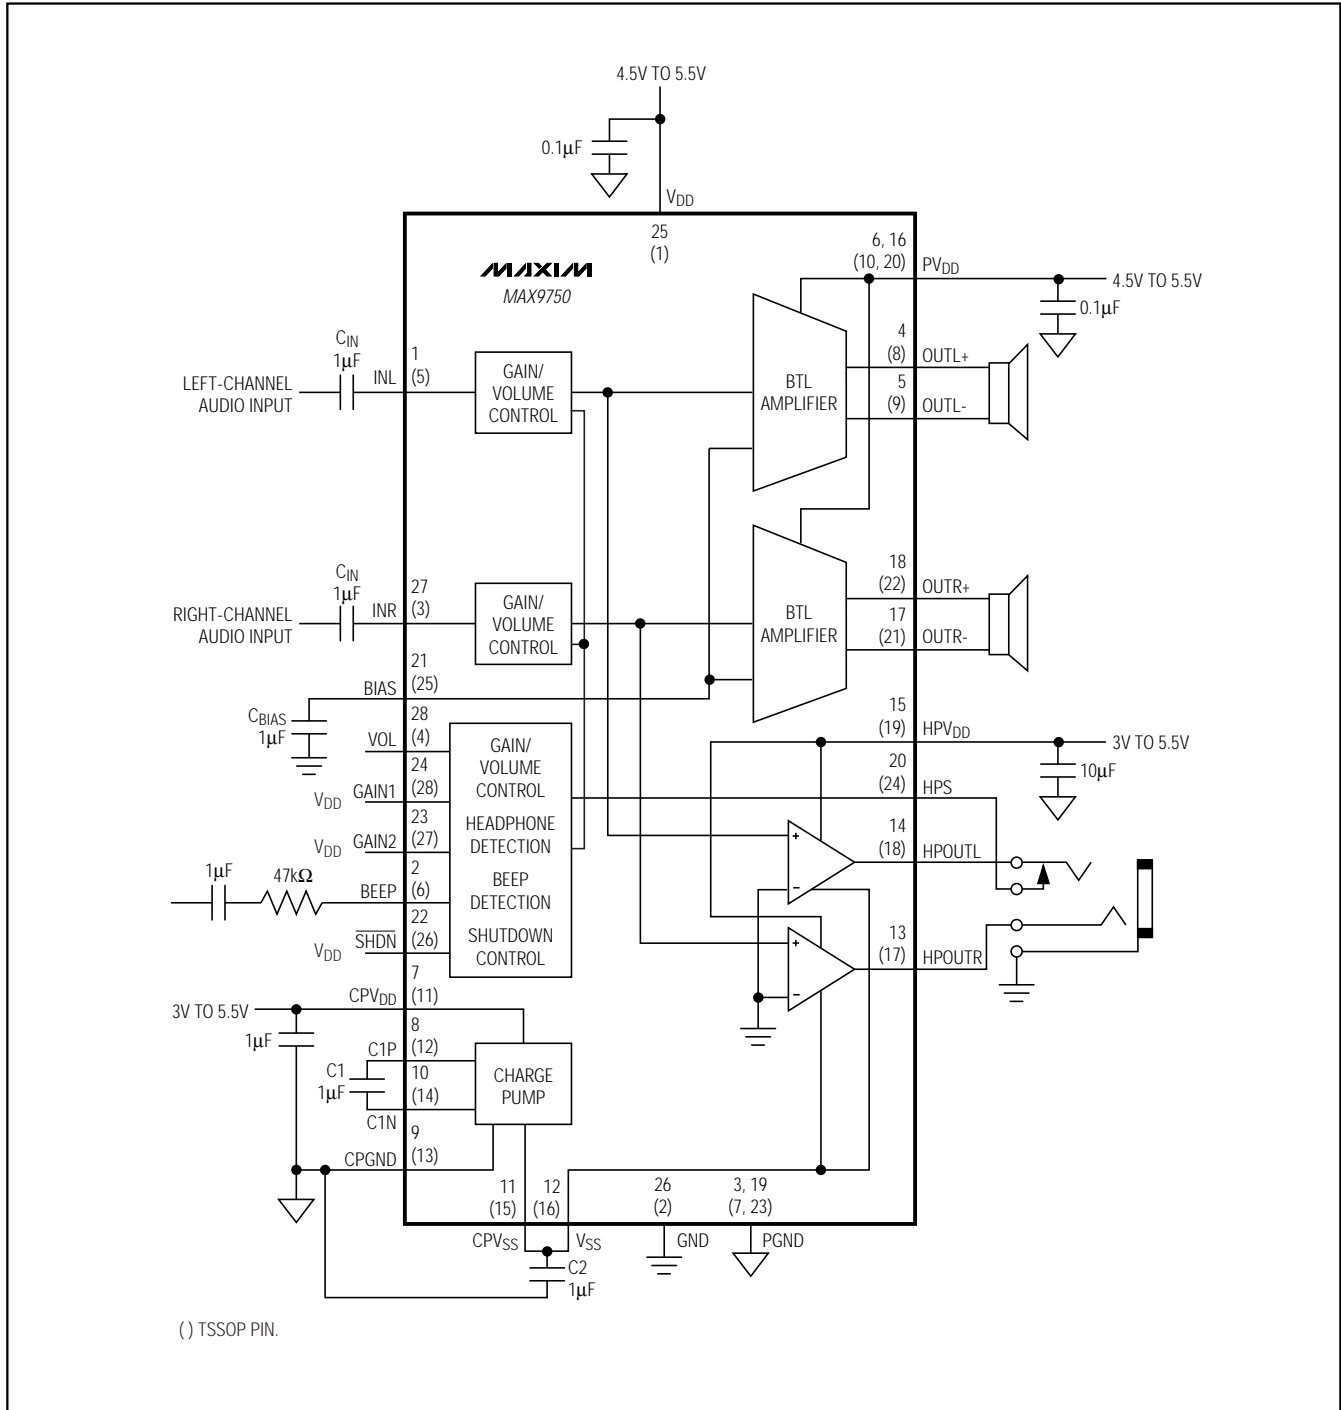 4.5V TO 5.5V
0.1μF
VDD
25
(1)
MAXIM
MAX9750
6, 16
(10, 20)
PVDD
4.5V TO 5.5V
0.1μF
CIN
1μF
LEFT-CHANNEL
AUDIO INPUT
INL
1
(5)
GAIN/
VOLUME
CONTROL
BTL
AMPLIFIER
4
(8)
OUTL+
5
(9)
OUTL-
CIN
1μF
RIGHT-CHANNEL
AUDIO INPUT
INR
27
(3)
GAIN/
VOLUME
CONTROL
BTL
AMPLIFIER
18
(22)
OUTR+
17
(21)
OUTR-
21
(25)
BIAS
CBIAS
1μF
28
(4)
VOL
24
(28)
VDD GAIN1
23
(27)
VDD GAIN2
2
(6)
1μF
47kΩ
BEEP
22
(26)
VDD SHDN
GAIN/
VOLUME
CONTROL
HEADPHONE
DETECTION
BEEP
DETECTION
SHUTDOWN
CONTROL
15
(19)
HPVDD
3V TO 5.5V
10μF
20
(24)
HPS
+
−
14
(18)
HPOUTL
+
−
13
(17)
HPOUTR
7
(11)
3V TO 5.5V
CPVDD
1μF
8
(12)
C1P
C1
1μF
10
(14)
C1N
CHARGE
PUMP
9
(13)
CPGND
11
(15)
12
(16)
26
(2)
3, 19
(7, 23)
CPVSS
VSS
GND
PGND
C2
1μF
( ) TSSOP PIN.